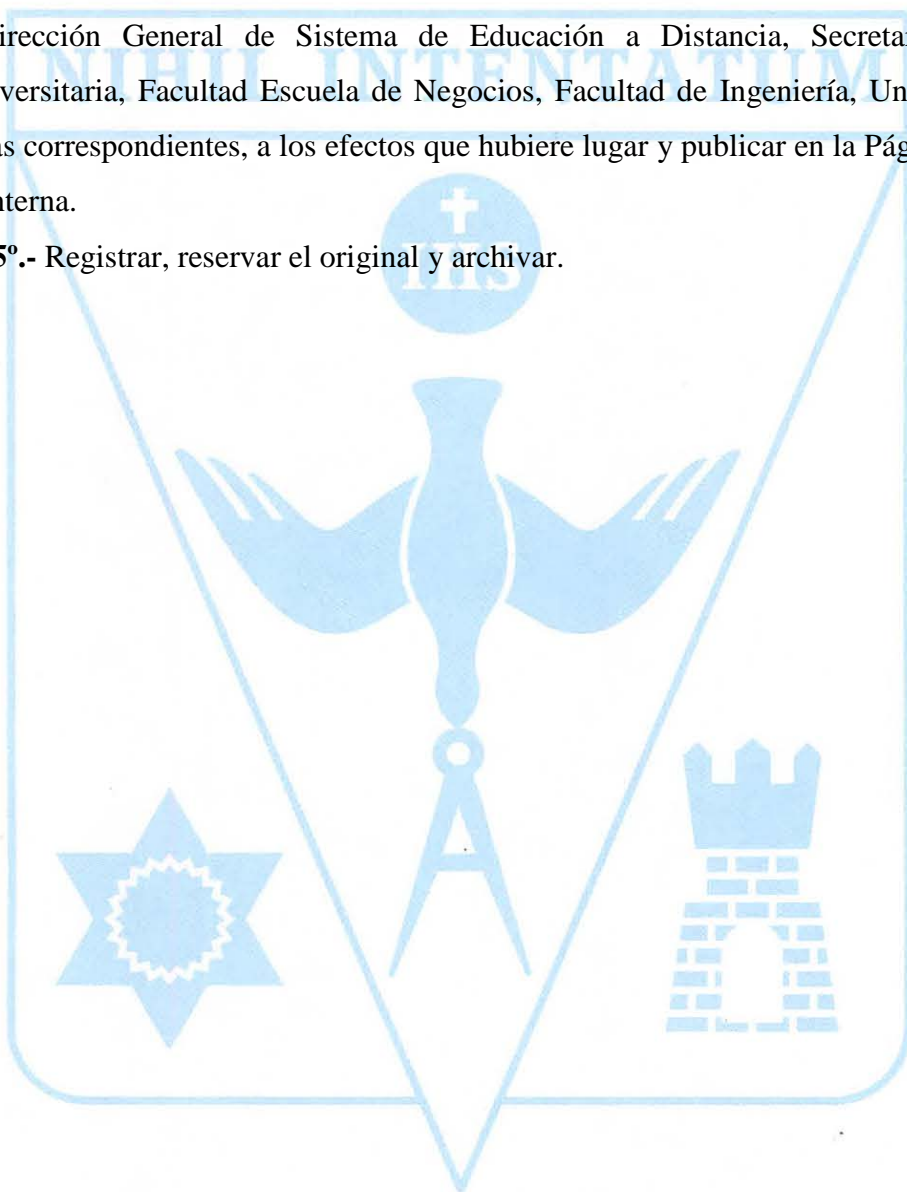 irección General de Sistema de Educación a Distancia, Secreta
versitaria, Facultad Escuela de Negocios, Facultad de Ingeniería, Un
as correspondientes, a los efectos que hubiere lugar y publicar en la Pág
nterna.
5º.- Registrar, reservar el original y archivar.
NIHIL INTENTATUM
IHS